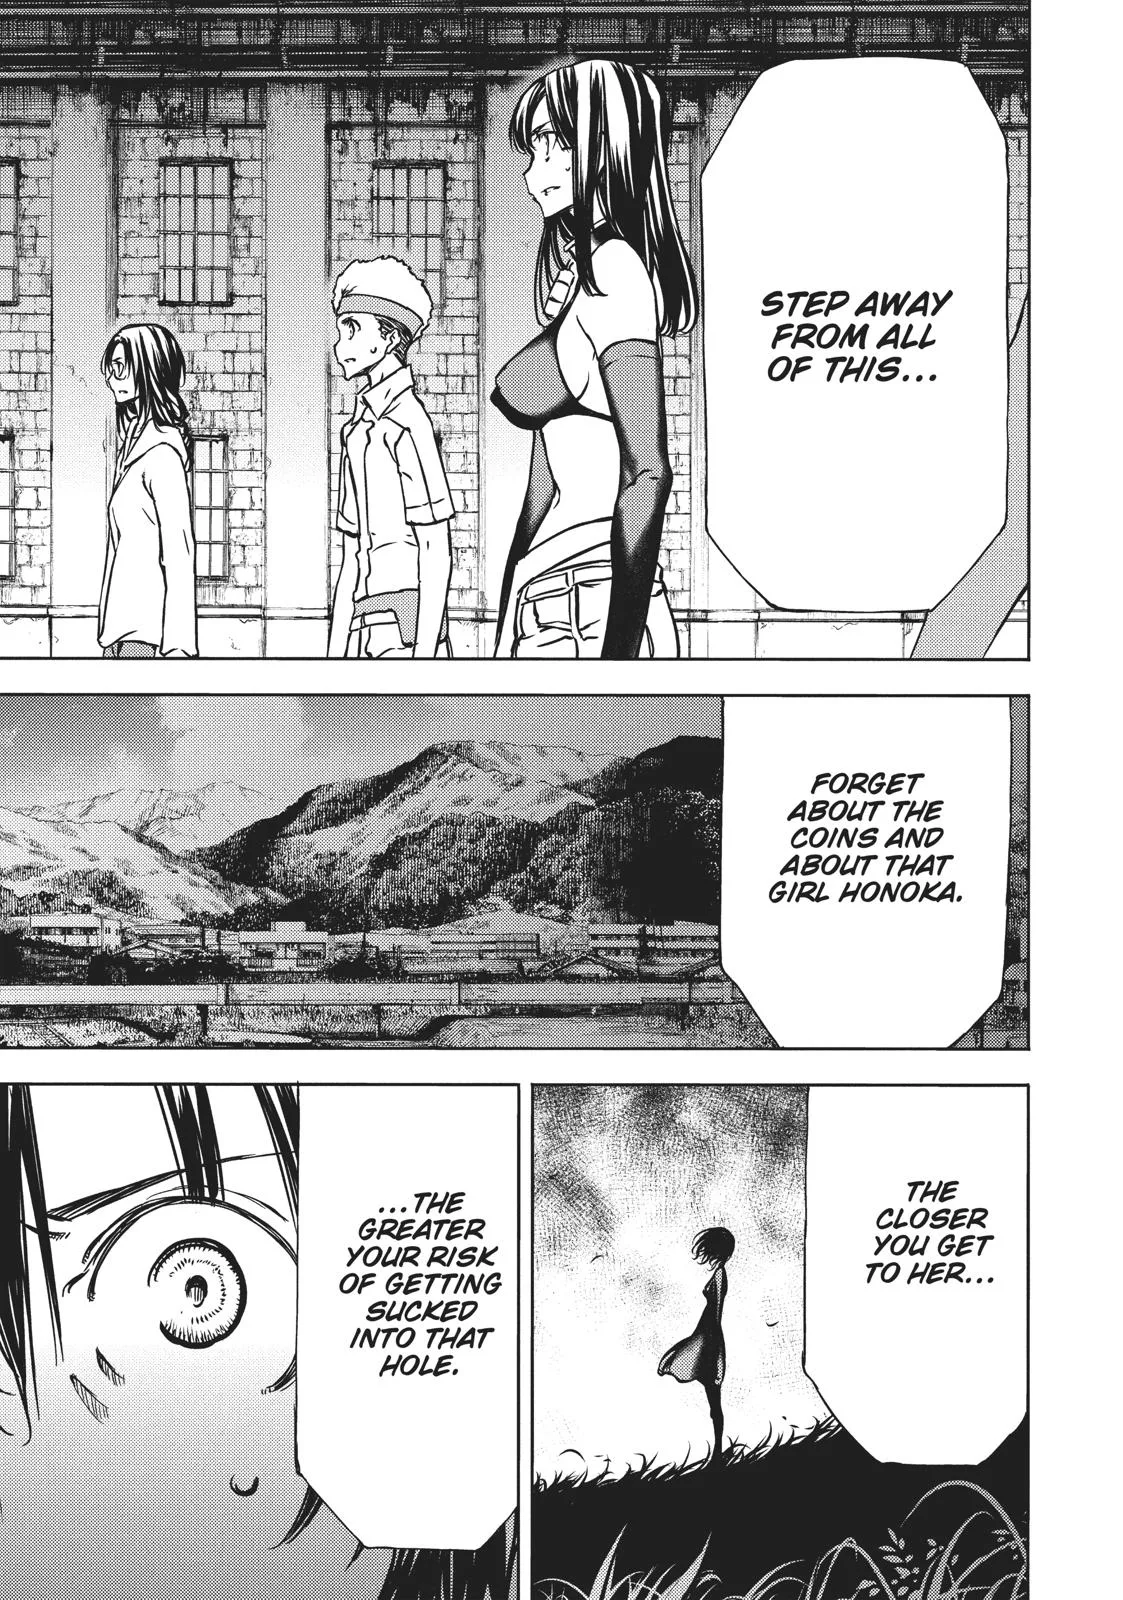 STEP AWAY
FROM ALL
OF THIS...
FORGET
ABOUT THE
COINS AND
ABOUT THAT
GIRL HONOKA.
THE
CLOSER
YOU GET
TO HER...
...THE
GREATER
YOUR RISK
OF GETTING
SUCKED
INTO THAT
HOLE.